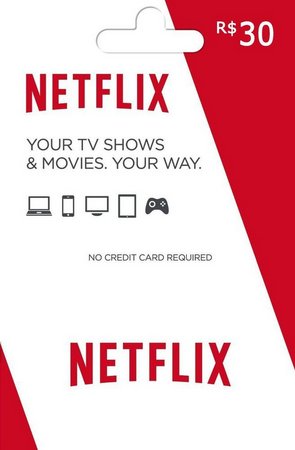 R$30
NETFLIX
YOUR TV SHOWS
& MOVIES. YOUR WAY.
NO CREDIT CARD REQUIRED
NETFLIX